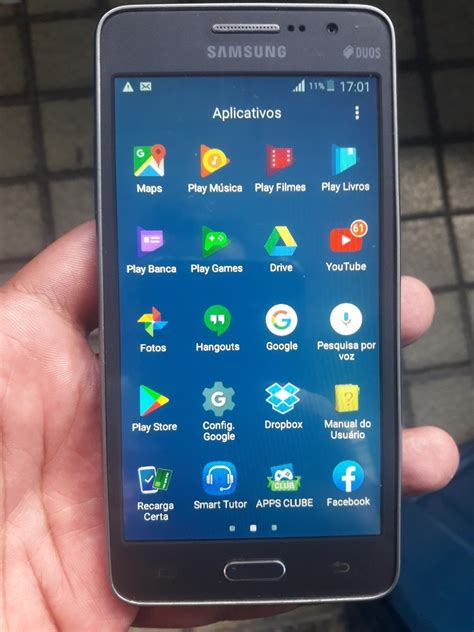 SAMSUNG
DUOS
11% 17:01
Aplicativos
Maps
Play Música
Play Filmes
Play Livros
Play Banca
Play Games
Drive
YouTube
61
Fotos
Hangouts
Google
Pesquisa por
voz
Play Store
Config.
Google
Dropbox
Manual do
Usuário
Recarga
Certa
Smart Tutor
APPS CLUBE
Facebook